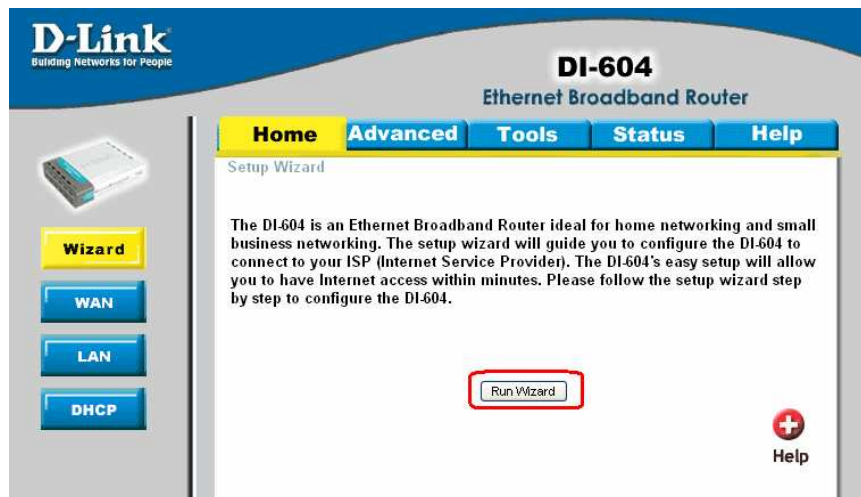 D-Link
Building Networks for People
DI-604
Ethernet Broadband Router
Home Advanced Tools Status Help
Setup Wizard
The DI-604 is an Ethernet Broadband Router ideal for home networking and small
business networking. The setup wizard will guide you to configure the DI-604 to
connect to your ISP (Internet Service Provider). The DI-604's easy setup will allow
you to have Internet access within minutes. Please follow the setup wizard step
by step to configure the DI-604.
Wizard
WAN
LAN
DHCP
Run Wizard
Help